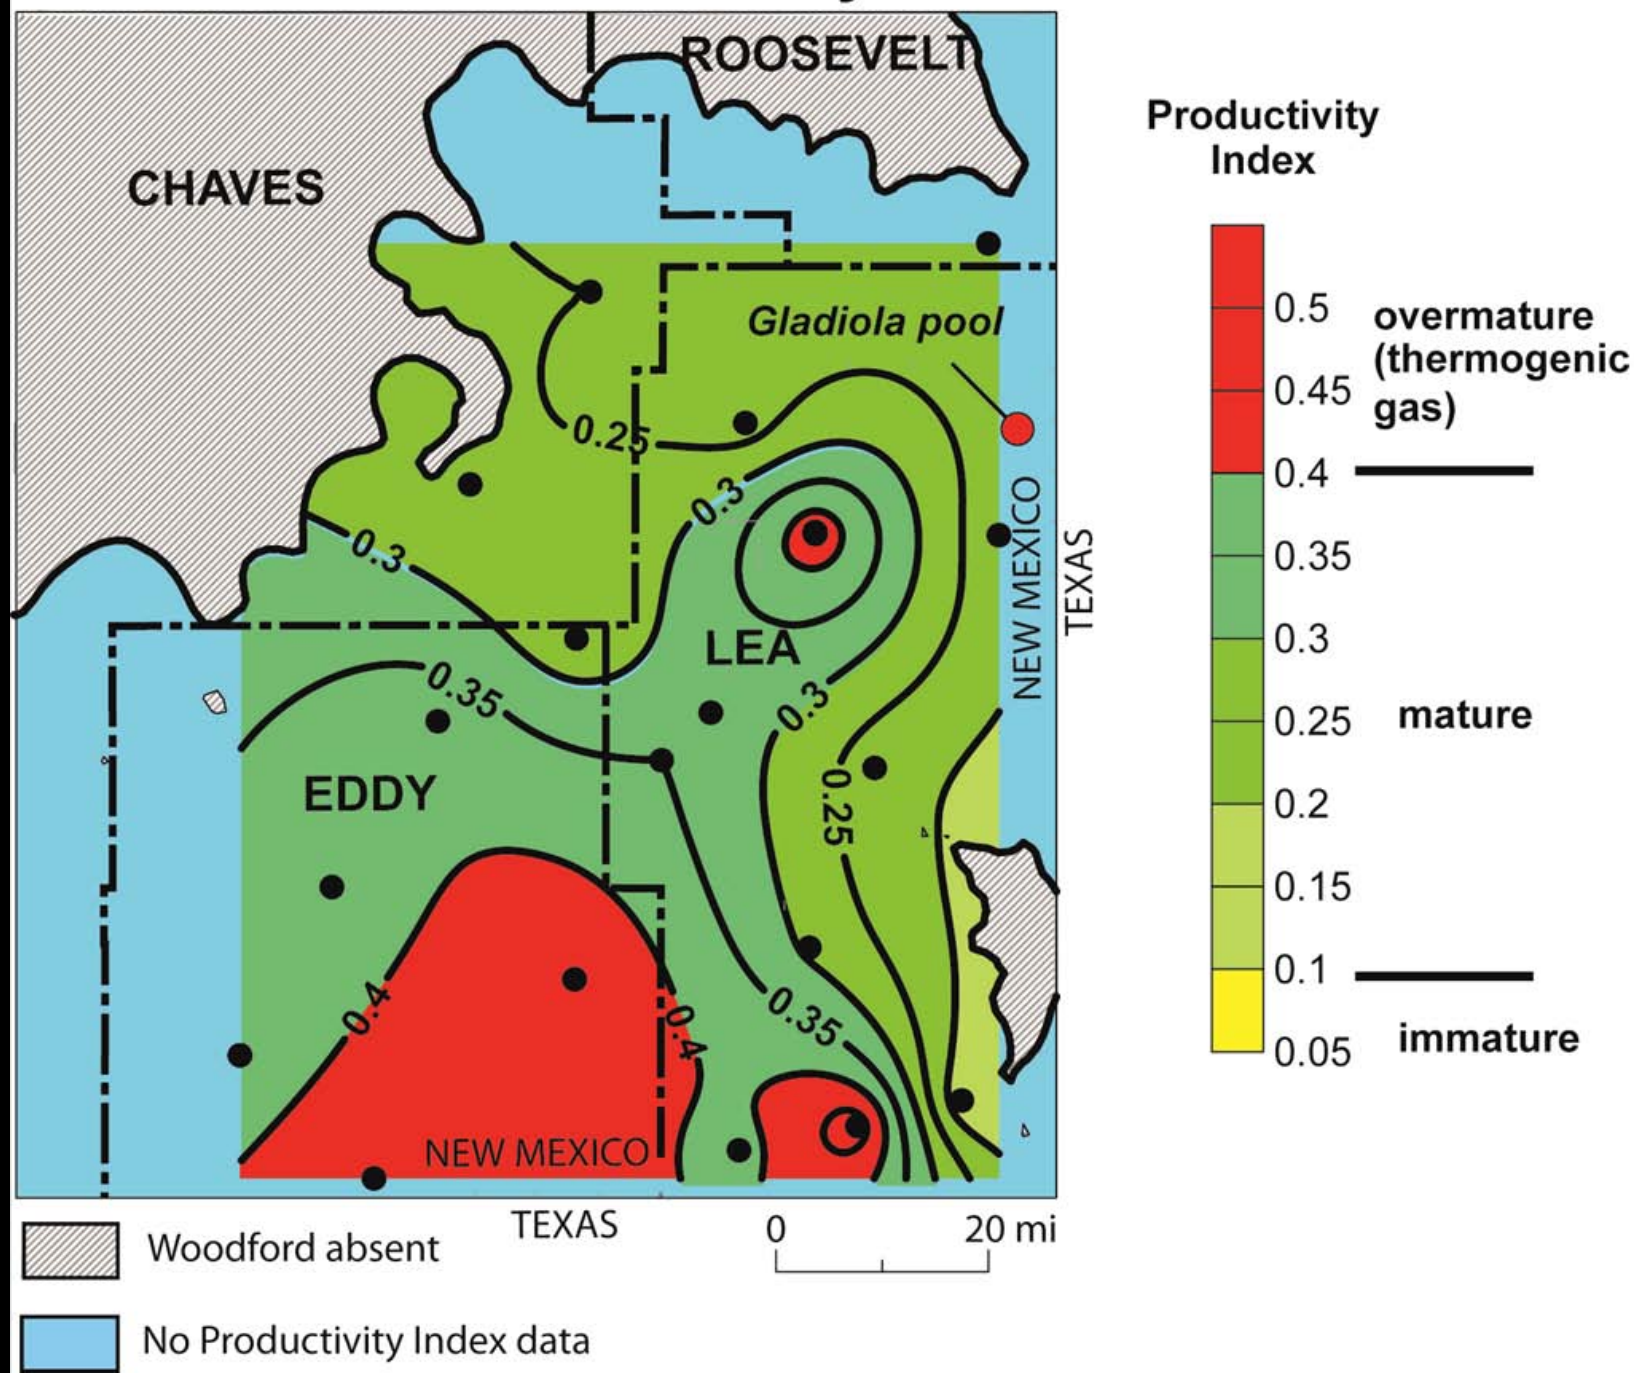 ROOSEVELT
CHAVES
Gladiola pool
0.25
0.3
0.3
NEW MEXICO
TEXAS
LEA
0.35
0.3
EDDY
0.25
0.4
0.4
0.35
NEW MEXICO
TEXAS
0
20 mi
Woodford absent
No Productivity Index data
Productivity
Index
0.5
0.45
0.4
0.35
0.3
0.25
0.2
0.15
0.1
0.05
overmature
(thermogenic
gas)
mature
immature